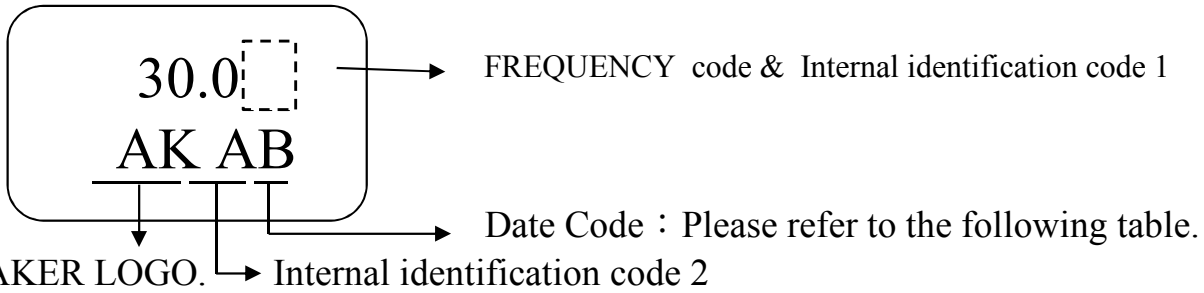 30.0
FREQUENCY code & Internal identification code 1
AK AB
Date Code：Please refer to the following table.
AKER LOGO.
Internal identification code 2